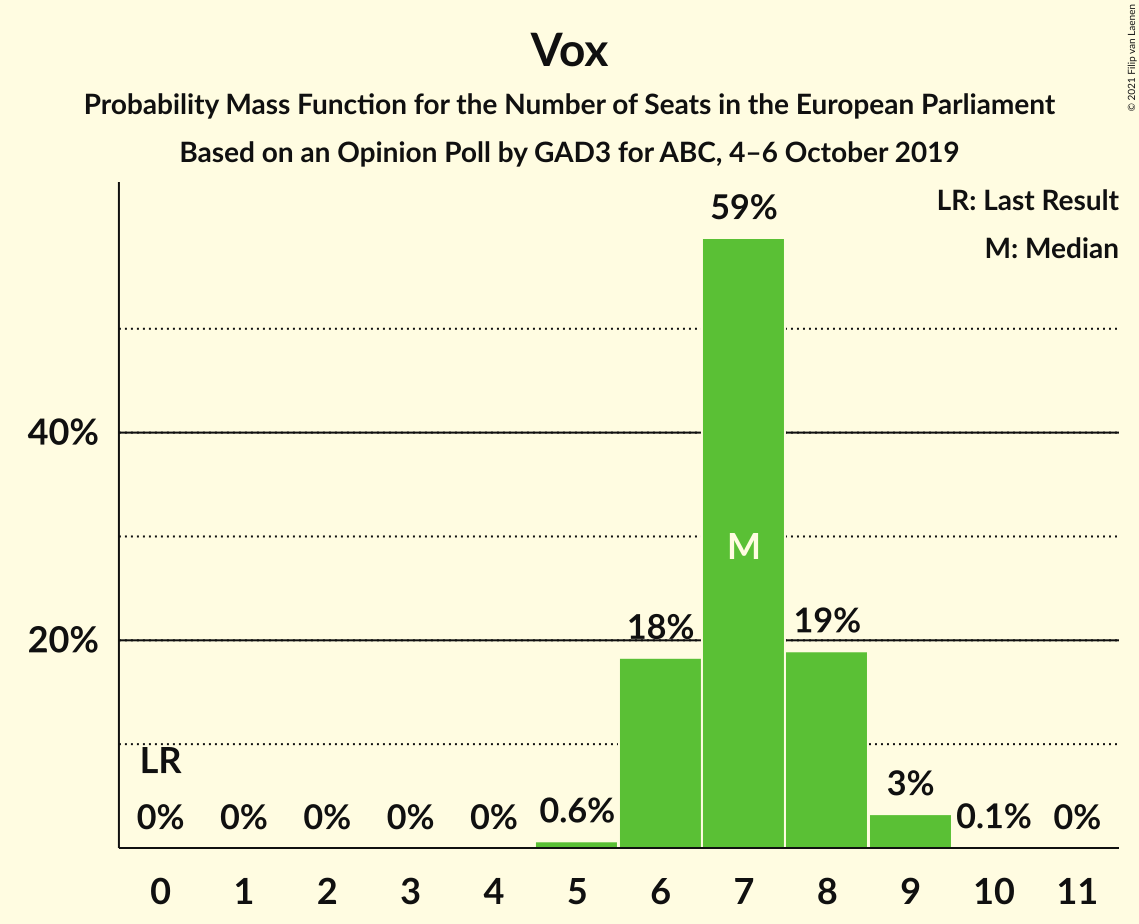 © 2021 Filip van Laenen
Vox
Probability Mass Function for the Number of Seats in the European Parliament
Based on an Opinion Poll by GAD3 for ABC, 4–6 October 2019
LR: Last Result
M: Median
59%
40%
M
20%
18%
19%
LR
0%
0%
0%
0%
0%
0.6%
3%
0.1%
0%
0 1 2 3 4 5 6 7 8 9 10 11